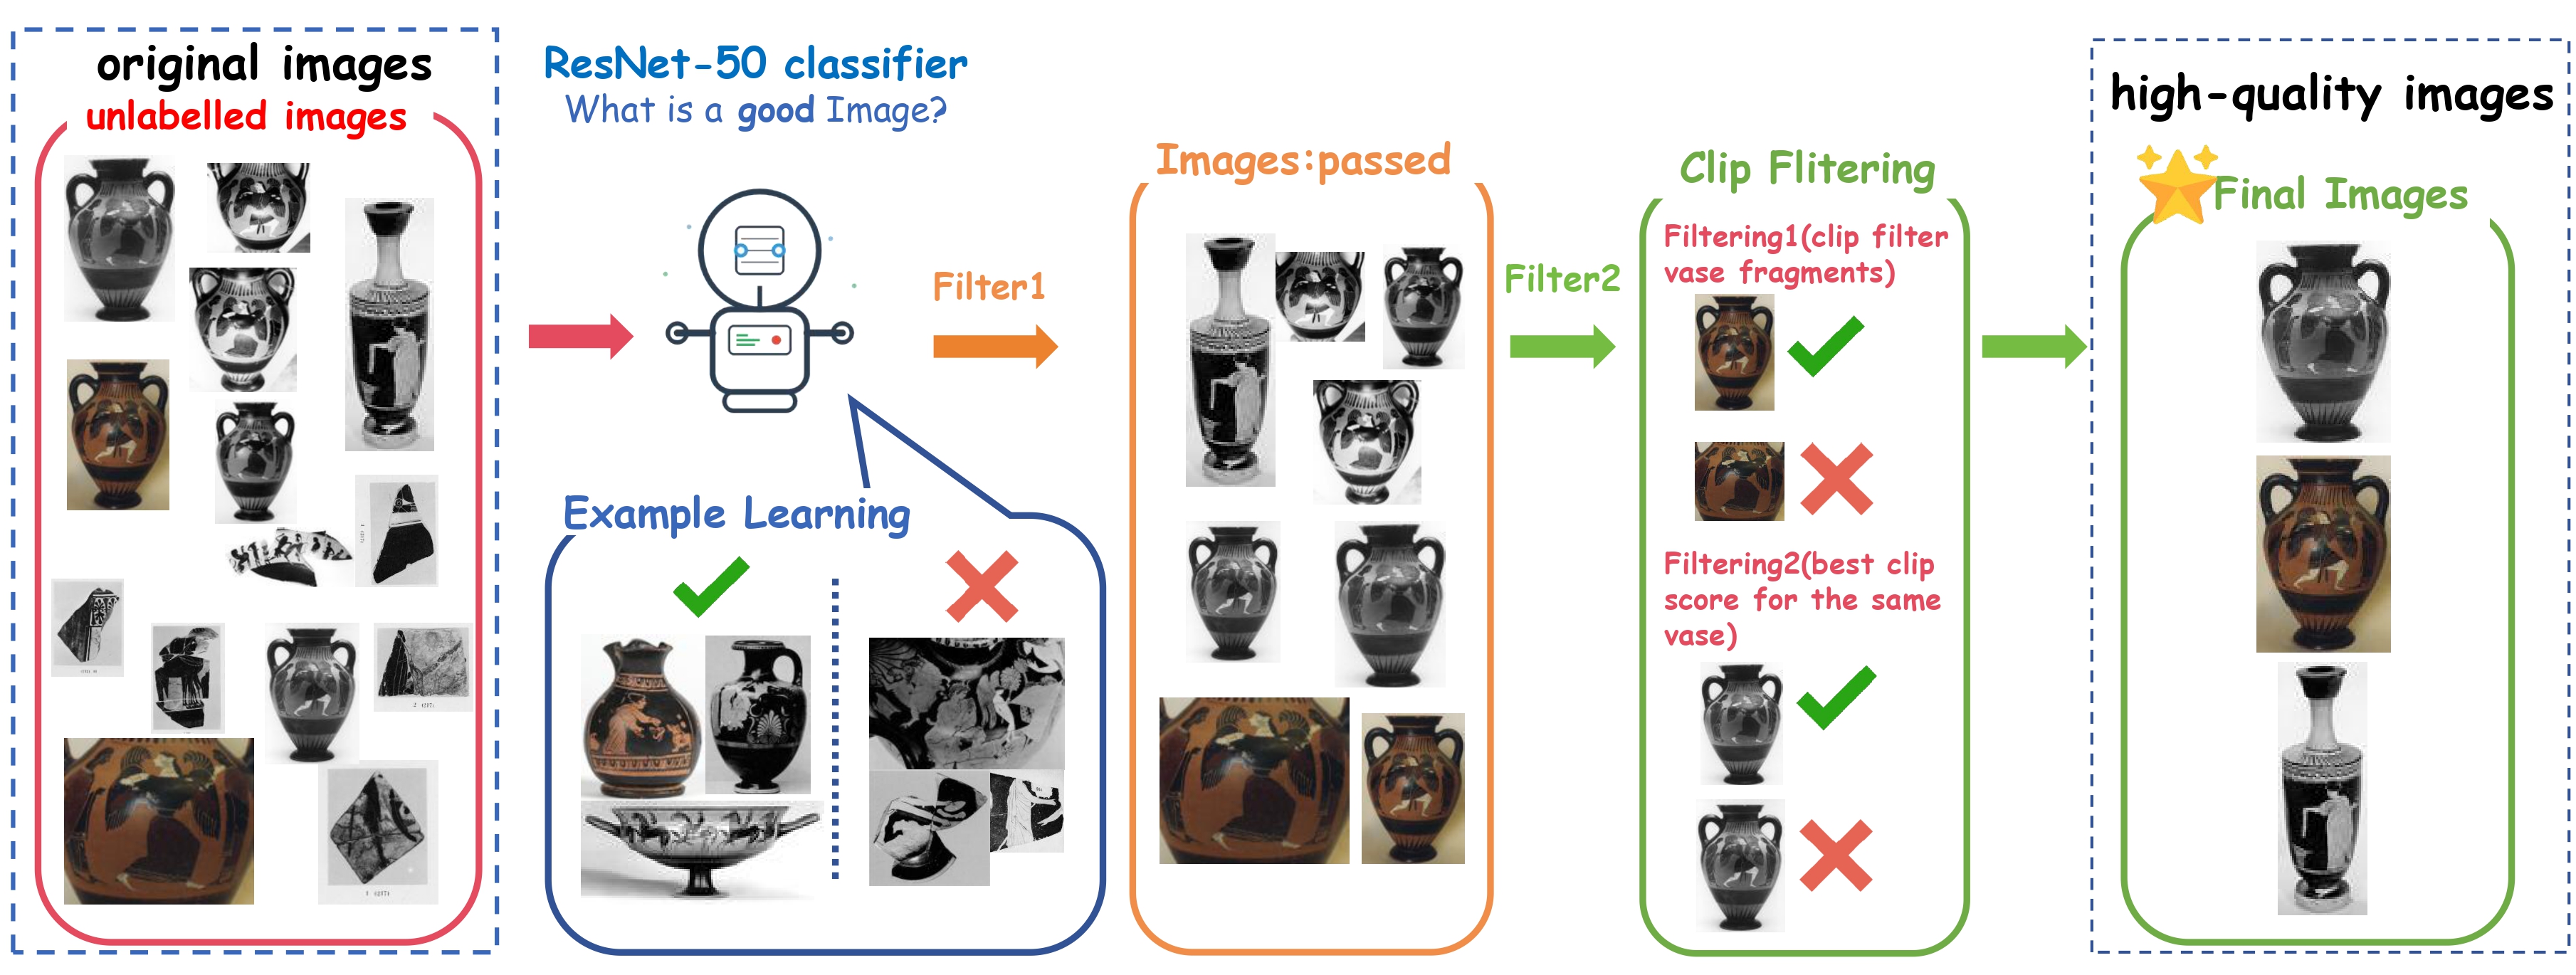 original images
unlabelled images
ResNet-50 classifier
What is a good Image?
Example Learning
Filter1
Images:passed
Filter2
Clip Flitering
Filtering1(clip filter
vase fragments)
Filtering2(best clip
score for the same
vase)
high-quality images
Final Images